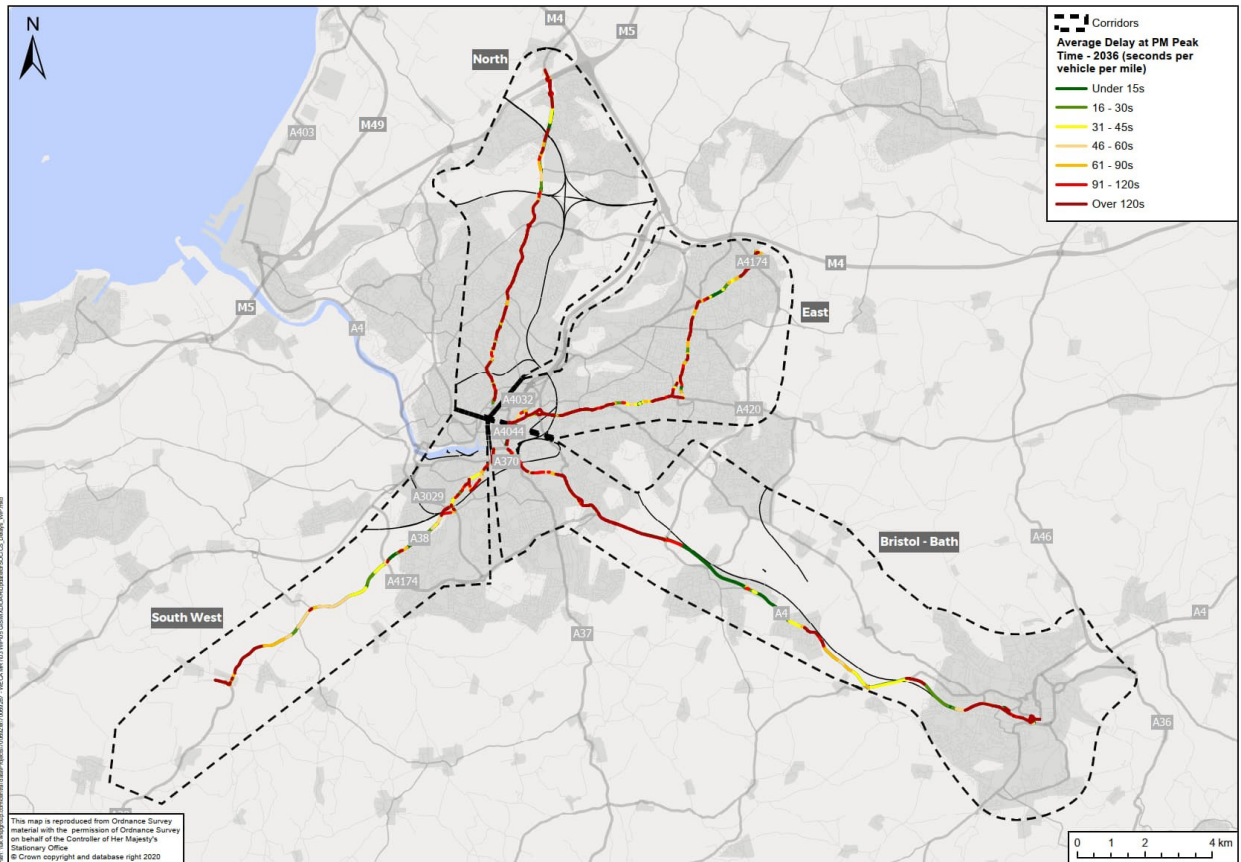 N
M4
M5
North
M49
A403
M5
A4
A4174
M4
East
A4032
A4044
A420
A370
A3029
A38
A4174
South West
Bristol - Bath
A46
A4
A4
A37
A36
Corridors
Average Delay at PM Peak
Time - 2036 (seconds per
vehicle per mile)
Under 15s
16 - 30s
31 - 45s
46 - 60s
61 - 90s
91 - 120s
Over 120s
This map is reproduced from Ordnance Survey
material with the permission of Ordnance Survey
on behalf of the Controller of Her Majesty's
Stationary Office
© Crown copyright and database right 2020
0 1 2 4 km